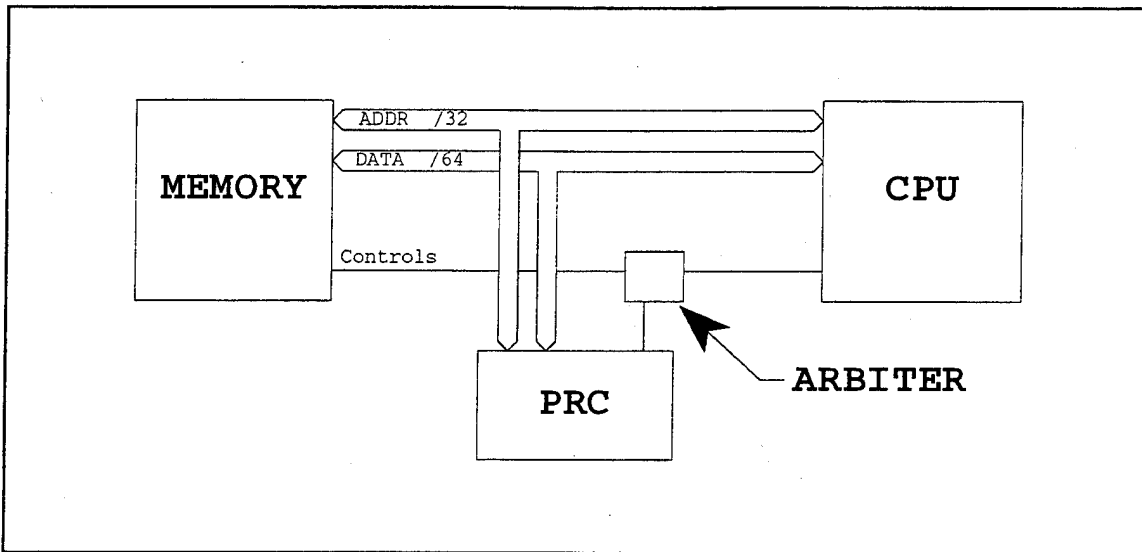 ADDR /32
DATA /64
MEMORY
CPU
Controls
ARBITER
PRC